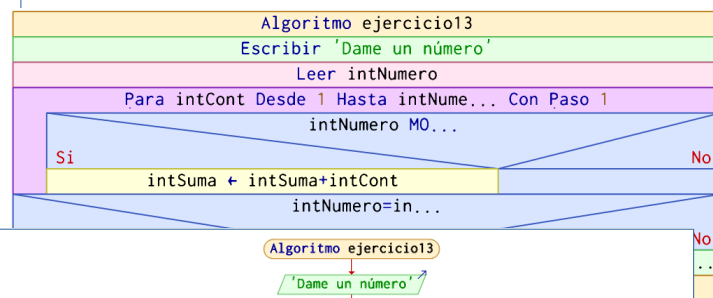 Algoritmo ejercicio13
Escribir 'Dame un número'
Leer intNumero
Para intCont Desde 1 Hasta intNume... Con Paso 1
intNumero MO...
Si No
intSuma ← intSuma+intCont
intNumero=in...
No
Algoritmo ejercicio13
..
'Dame un número'